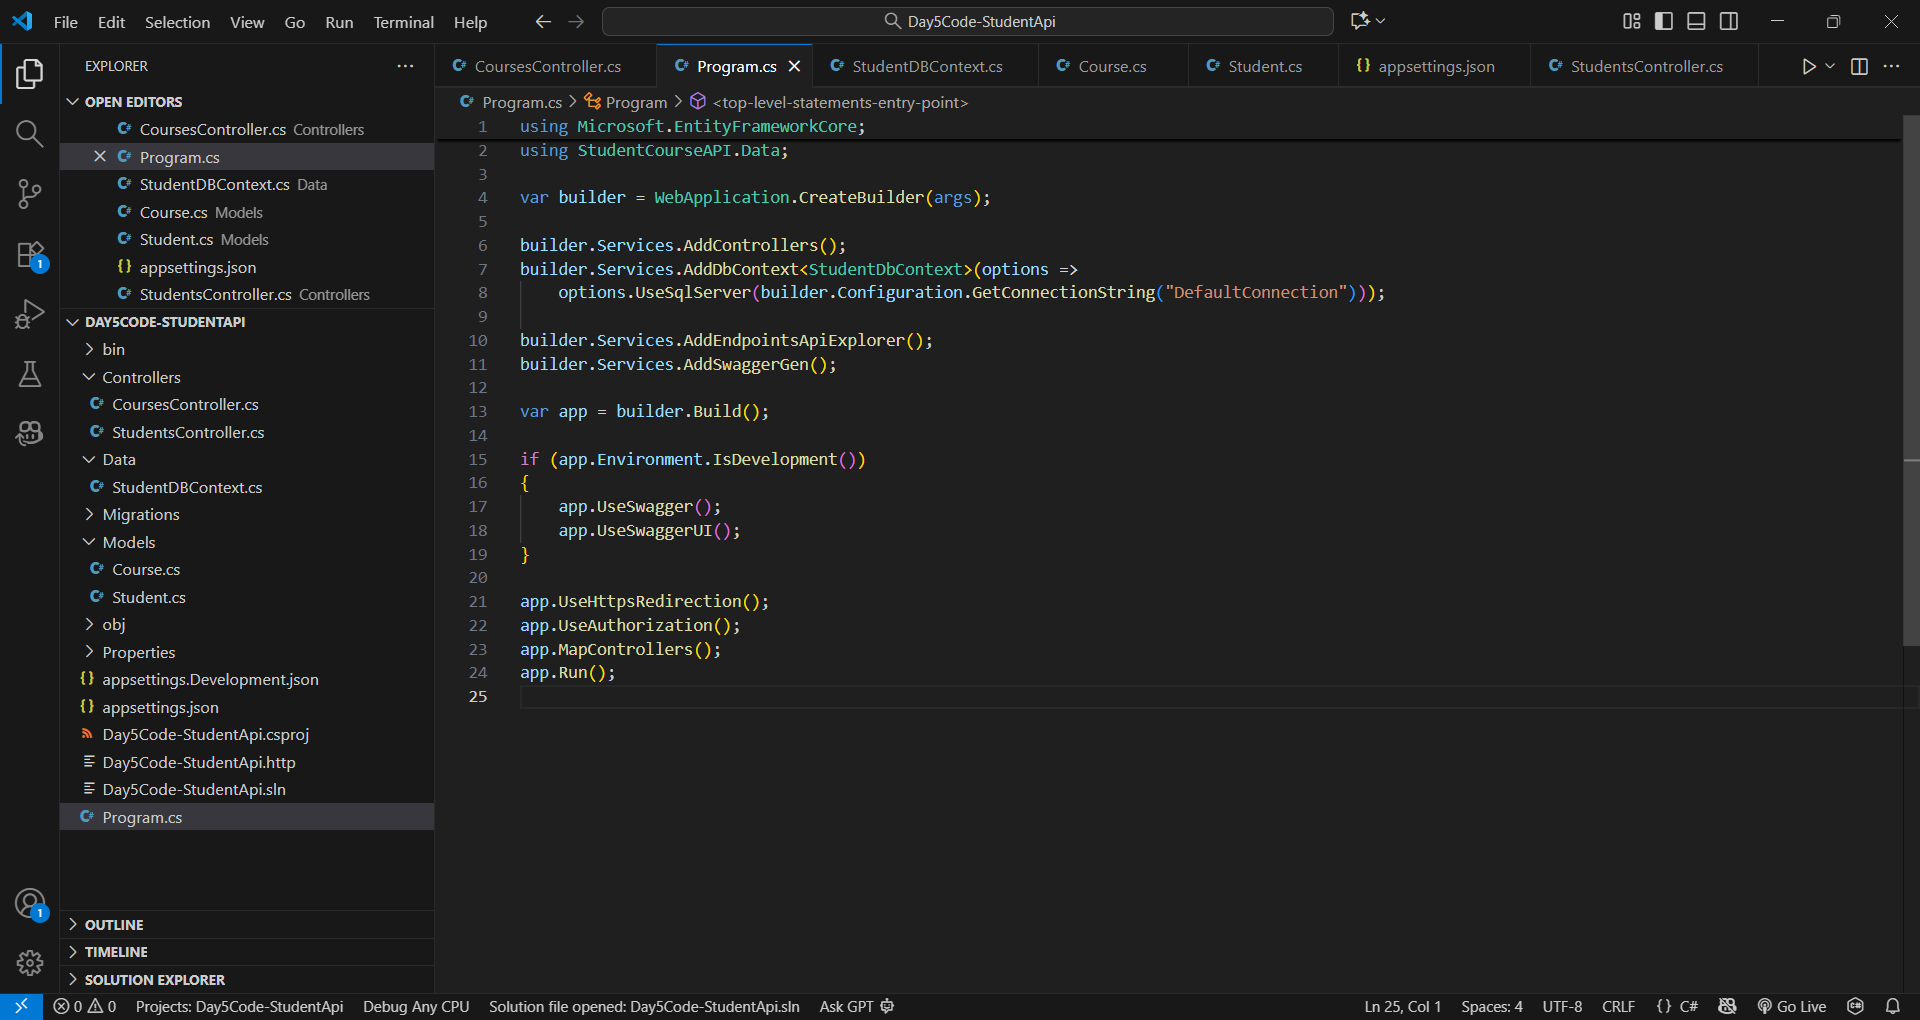 File Edit Selection View Go Run Terminal Help
Day5Code-StudentApi
EXPLORER
OPEN EDITORS
CoursesController.cs Controllers
Program.cs
StudentDBContext.cs Data
Course.cs Models
Student.cs Models
appsettings.json
StudentsController.cs Controllers
DAY5CODE-STUDENTAPI
bin
Controllers
CoursesController.cs
StudentsController.cs
Data
StudentDBContext.cs
Migrations
Models
Course.cs
Student.cs
obj
Properties
appsettings.Development.json
appsettings.json
Day5Code-StudentApi.csproj
Day5Code-StudentApi.http
Day5Code-StudentApi.sln
Program.cs
OUTLINE
TIMELINE
SOLUTION EXPLORER
1
1
CoursesController.cs Program.cs StudentDBContext.cs Course.cs Student.cs appsettings.json StudentsController.cs
Program.cs > Program > <top-level-statements-entry-point>
1 using Microsoft.EntityFrameworkCore;
2 using StudentCourseAPI.Data;
3
4 var builder = WebApplication.CreateBuilder(args);
5
6 builder.Services.AddControllers();
7 builder.Services.AddDbContext<StudentDbContext>(options =>
8 options.UseSqlServer(builder.Configuration.GetConnectionString("DefaultConnection")));
9
10 builder.Services.AddEndpointsApiExplorer();
11 builder.Services.AddSwaggerGen();
12
13 var app = builder.Build();
14
15 if (app.Environment.IsDevelopment())
16 {
17 app.UseSwagger();
18 app.UseSwaggerUI();
19 }
20
21 app.UseHttpsRedirection();
22 app.UseAuthorization();
23 app.MapControllers();
24 app.Run();
25
0 0 Projects: Day5Code-StudentApi Debug Any CPU Solution file opened: Day5Code-StudentApi.sln Ask GPT Ln 25, Col 1 Spaces: 4 UTF-8 CRLF {} C# Go Live